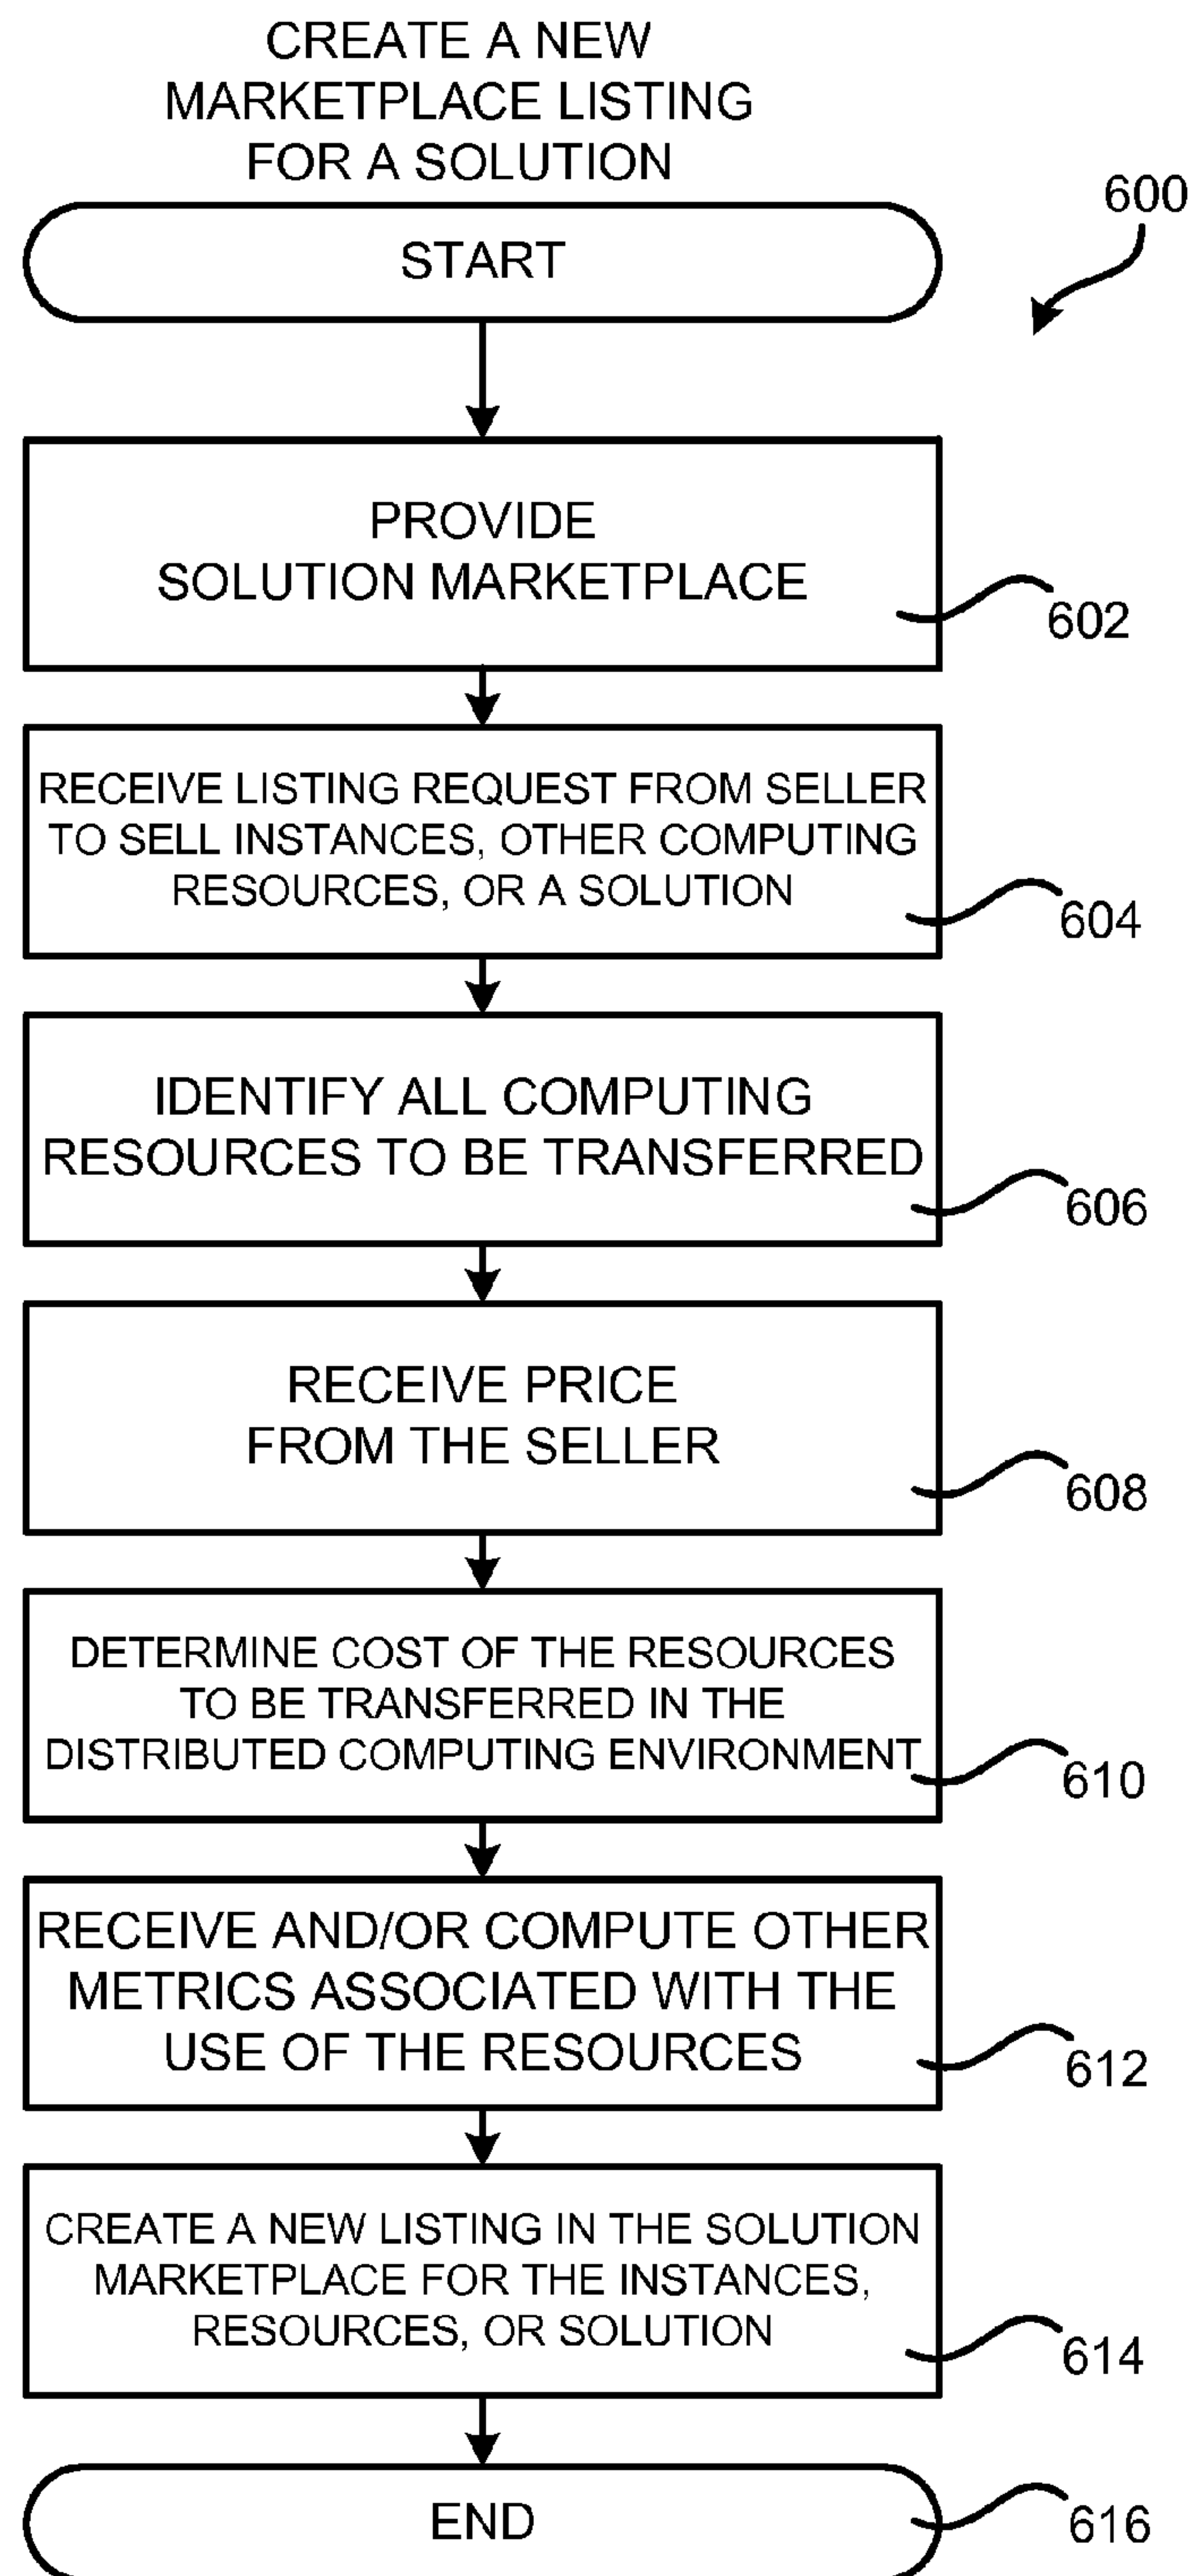 CREATE A NEW
MARKETPLACE LISTING
FOR A SOLUTION
600
START
PROVIDE
SOLUTION MARKETPLACE
602
RECEIVE LISTING REQUEST FROM SELLER
TO SELL INSTANCES, OTHER COMPUTING
RESOURCES, OR A SOLUTION
604
IDENTIFY ALL COMPUTING
RESOURCES TO BE TRANSFERRED
606
RECEIVE PRICE
FROM THE SELLER
608
DETERMINE COST OF THE RESOURCES
TO BE TRANSFERRED IN THE
DISTRIBUTED COMPUTING ENVIRONMENT
610
RECEIVE AND/OR COMPUTE OTHER
METRICS ASSOCIATED WITH THE
USE OF THE RESOURCES
612
CREATE A NEW LISTING IN THE SOLUTION
MARKETPLACE FOR THE INSTANCES,
RESOURCES, OR SOLUTION
614
END
616